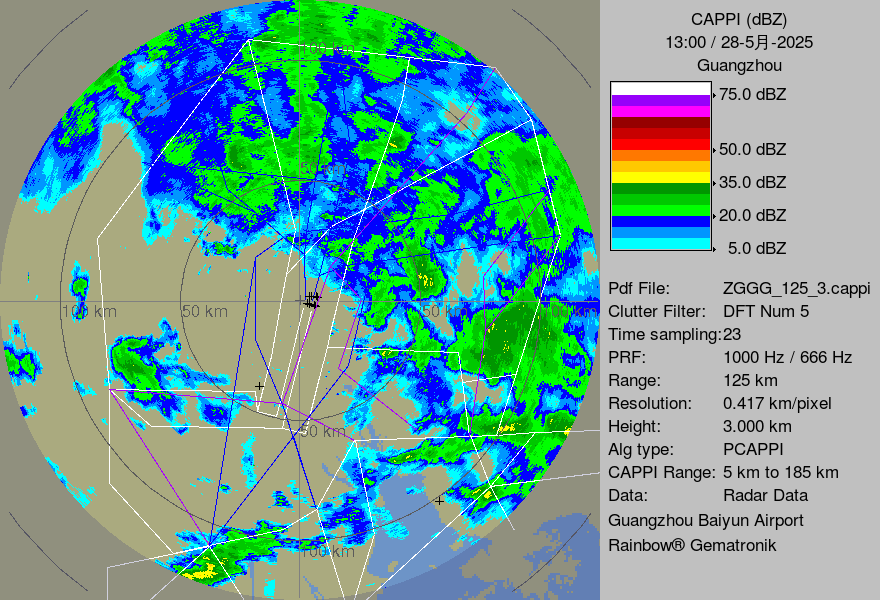 CAPPI (dBZ)
13:00 / 28-5月-2025
Guangzhou
75.0 dBZ
50.0 dBZ
35.0 dBZ
20.0 dBZ
5.0 dBZ
Pdf File: ZGGG_125_3.cappi
Clutter Filter: DFT Num 5
Time sampling:23
PRF: 1000 Hz / 666 Hz
Range: 125 km
Resolution: 0.417 km/pixel
Height: 3.000 km
Alg type: PCAPPI
CAPPI Range: 5 km to 185 km
Data: Radar Data
Guangzhou Baiyun Airport
Rainbow® Gematronik
100 km
50 km
100 km
50 km
50 km
100 km
50 km
100 km